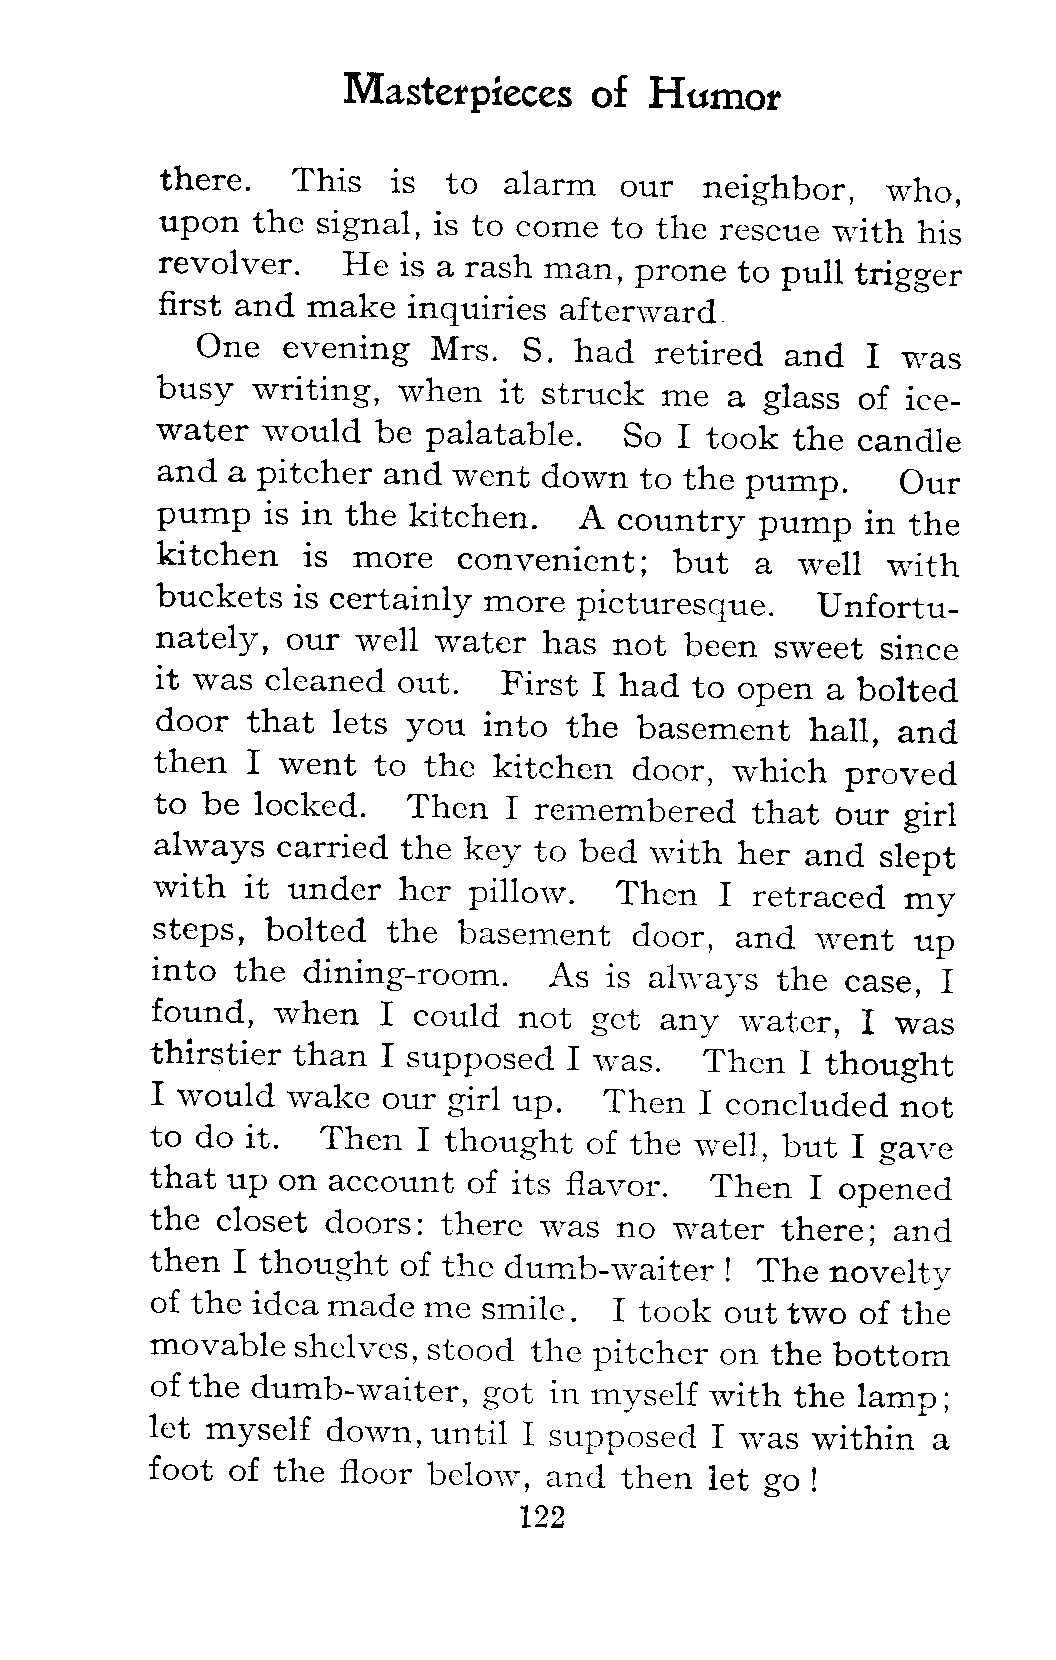 Masterpieces of Humor
there. This is to alarm our neighbor, who,
upon the signal, is to come to the rescue with his
revolver. He is a rash man, prone to pull trigger
first and make inquiries afterward.
One evening Mrs. S. had retired and I was
busy writing, when it struck me a glass of ice-
water would be palatable. So I took the candle
and a pitcher and went down to the pump. Our
pump is in the kitchen. A country pump in the
kitchen is more convenient; but a well with
buckets is certainly more picturesque. Unfortu-
nately, our well water has not been sweet since
it was cleaned out. First I had to open a bolted
door that lets you into the basement hall, and
then I went to the kitchen door, which proved
to be locked. Then I remembered that our girl
always carried the key to bed with her and slept
with it under her pillow. Then I retraced my
steps, bolted the basement door, and went up
into the dining-room. As is always the case, I
found, when I could not get any water, I was
thirstier than I supposed I was. Then I thought
I would wake our girl up. Then I concluded not
to do it. Then I thought of the well, but I gave
that up on account of its flavor. Then I opened
the closet doors: there was no water there; and
then I thought of the dumb-waiter! The novelty
of the idea made me smile. I took out two of the
movable shelves, stood the pitcher on the bottom
of the dumb-waiter, got in myself with the lamp;
let myself down, until I supposed I was within a
foot of the floor below, and then let go!
122